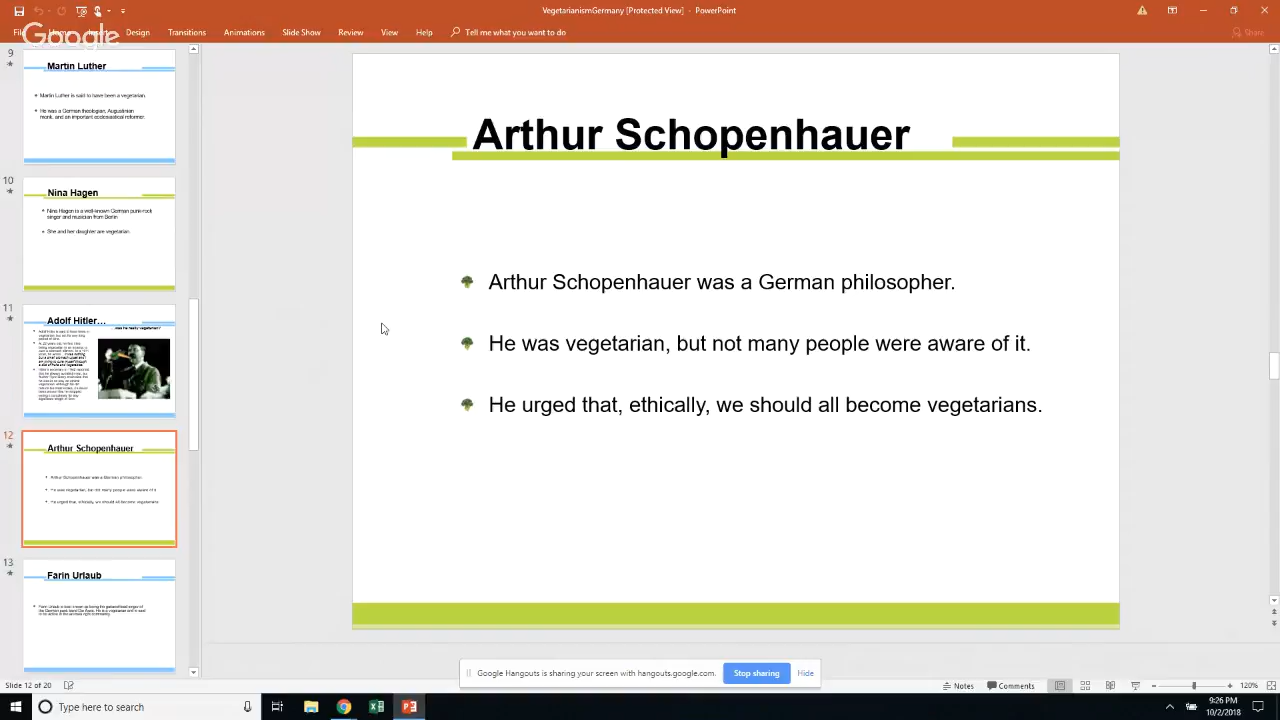 VegetarianismGermany [Protected View] - PowerPoint
Google
Design Transitions Animations Slide Show Review View Help Tell me what you want to do Share
9
Martin Luther
Martin Luther is said to have been a vegetarian.
He was a German theologian, Augustinian
monk, and an important ecclesiastical reformer.
10
Nina Hagen
Nina Hagen is a well-known German punk-rock
singer and musician from Berlin
She and her daughter are vegetarian.
11
Adolf Hitler...
12
Arthur Schopenhauer
Arthur Schopenhauer was a German philosopher.
He was vegetarian, but not many people were aware of it.
He urged that, ethically, we should all become vegetarians.
13
Farin Urlaub
Arthur Schopenhauer
Arthur Schopenhauer was a German philosopher.
He was vegetarian, but not many people were aware of it.
He urged that, ethically, we should all become vegetarians.
Google Hangouts is sharing your screen with hangouts.google.com. Stop sharing Hide
Slide 12 of 20 Notes Comments 120%
Type here to search
9:26 PM
10/2/2018